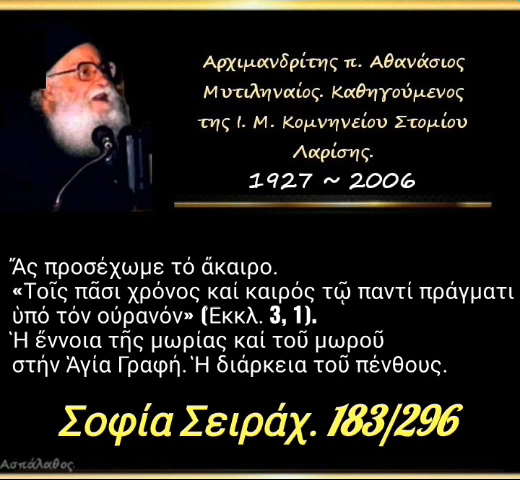 Αρχιμανδρίτης π. Αθανάσιος
Μυτιληναίος. Καθηγούμενος
της Ι. Μ. Κομνηνείου Στομίου
Λαρίσης.
1927 ~ 2006
Ἄς προσέχωμε τό ἄκαιρο.
«Τοῖς πᾶσι χρόνος καί καιρός τῷ παντί πράγματι
ὑπό τόν οὐρανόν» (Εκκλ. 3, 1).
Ἡ ἔννοια τῆς μωρίας καί τοῦ μωροῦ
στήν Ἁγία Γραφή. Ἡ διάρκεια τοῦ πένθους.
Σοφία Σειράχ. 183/296
Ασπάλαθος